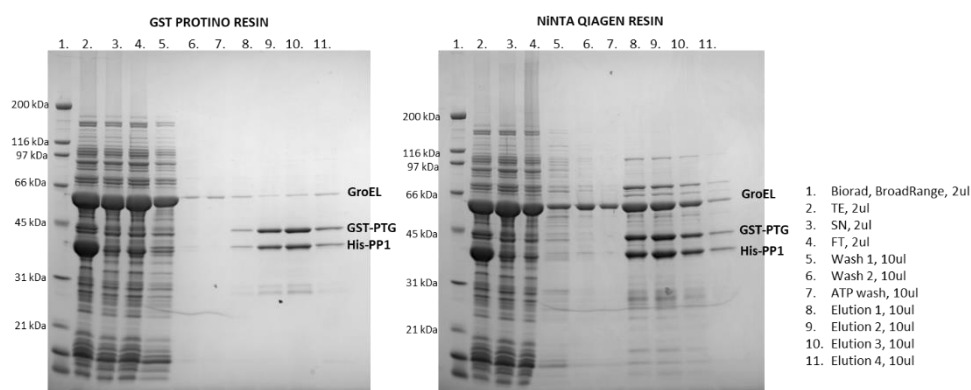 GST PROTINO RESIN
1. 2. 3. 4. 5. 6. 7. 8. 9. 10. 11.
200 kDa
116 kDa
97 kDa
66 kDa
45 kDa
31 kDa
21 kDa
GroEL
GST-PTG
His-PP1
NiNTA QIAGEN RESIN
1. 2. 3. 4. 5. 6. 7. 8. 9. 10. 11.
200 kDa
116 kDa
97 kDa
66 kDa
45 kDa
31 kDa
21 kDa
GroEL
GST-PTG
His-PP1
1. Biorad, BroadRange, 2ul
2. TE, 2ul
3. SN, 2ul
4. FT, 2ul
5. Wash 1, 10ul
6. Wash 2, 10ul
7. ATP wash, 10ul
8. Elution 1, 10ul
9. Elution 2, 10ul
10. Elution 3, 10ul
11. Elution 4, 10ul